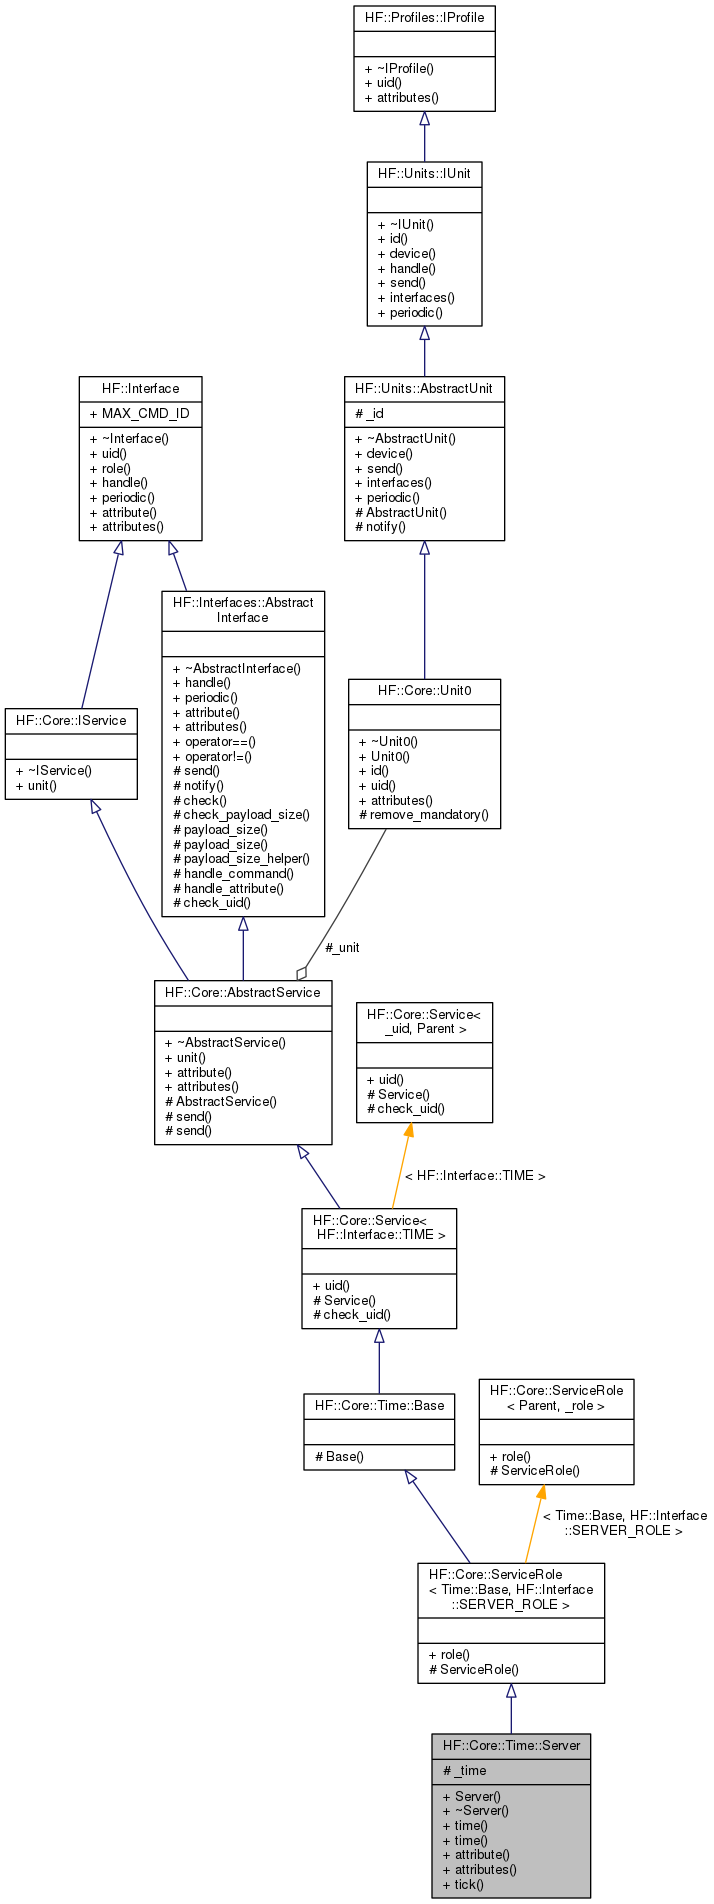 HF::Profiles::IProfile
+ ~IProfile()
+ uid()
+ attributes()
HF::Units::IUnit
+ ~IUnit()
+ id()
+ device()
+ handle()
+ send()
+ interfaces()
+ periodic()
HF::Interface
+ MAX_CMD_ID
+ ~Interface()
+ uid()
+ role()
+ handle()
+ periodic()
+ attribute()
+ attributes()
HF::Units::AbstractUnit
# _id
+ ~AbstractUnit()
+ device()
+ send()
+ interfaces()
+ periodic()
# AbstractUnit()
# notify()
HF::Interfaces::Abstract
Interface
+ ~AbstractInterface()
+ handle()
+ periodic()
+ attribute()
+ attributes()
+ operator==()
+ operator!=()
# send()
# notify()
# check()
# check_payload_size()
# payload_size()
# payload_size()
# payload_size_helper()
# handle_command()
# handle_attribute()
# check_uid()
HF::Core::IService
+ ~IService()
+ unit()
HF::Core::Unit0
+ ~Unit0()
+ Unit0()
+ id()
+ uid()
+ attributes()
# remove_mandatory()
#_unit
HF::Core::AbstractService
+ ~AbstractService()
+ unit()
+ attribute()
+ attributes()
# AbstractService()
# send()
# send()
HF::Core::Service<
_uid, Parent >
+ uid()
# Service()
# check_uid()
< HF::Interface::TIME >
HF::Core::Service<
HF::Interface::TIME >
+ uid()
# Service()
# check_uid()
HF::Core::Time::Base
# Base()
HF::Core::ServiceRole
< Parent, _role >
+ role()
# ServiceRole()
< Time::Base, HF::Interface
::SERVER_ROLE >
HF::Core::ServiceRole
< Time::Base, HF::Interface
::SERVER_ROLE >
+ role()
# ServiceRole()
HF::Core::Time::Server
# _time
+ Server()
+ ~Server()
+ time()
+ time()
+ attribute()
+ attributes()
+ tick()